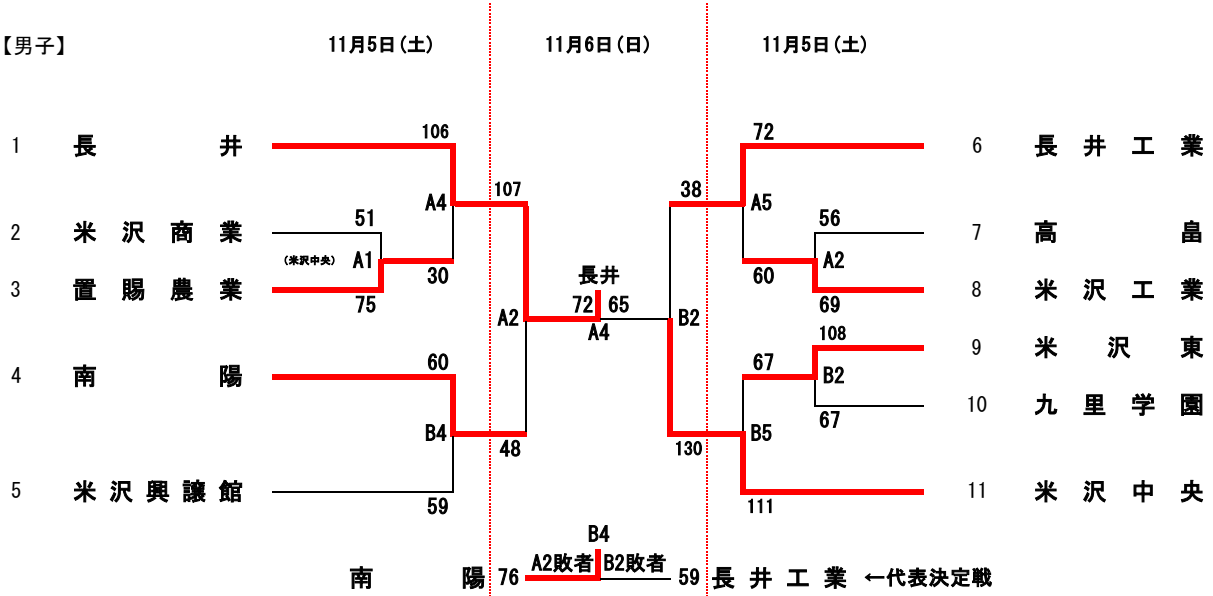 【男子】 11月5日(土) 11月6日(日) 11月5日(土)
106 72
1 長井 6 長井工業
107 38
A4 A5
51 56
2 米沢商業 7 高畠
(米沢中央) A1 A2
30 長井 60
3 置賜農業 8 米沢工業
75 72 65 69
A2 A4 B2
108
9 米沢東
60 67
4 南陽 B2
10 九里学園
67
B4 B5
48 130
5 米沢興譲館 11 米沢中央
59 111
B4
A2敗者 B2敗者
南陽 76 59 長井工業 ←代表決定戦